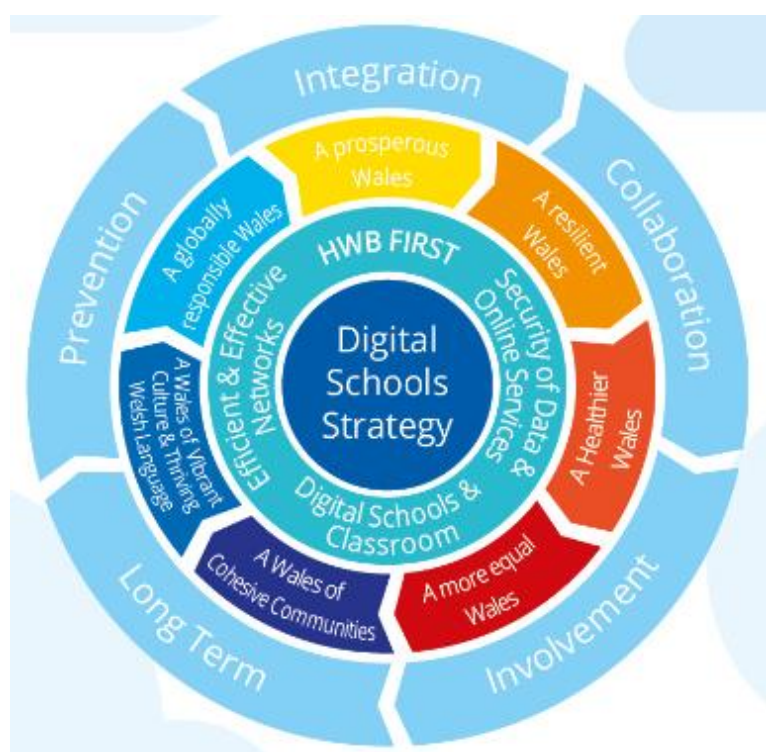 Integration
Collaboration
Involvement
Long Term
Prevention
A prosperous
Wales
A resilient
Wales
A Healthier
Wales
A more equal
Wales
A Wales of
Cohesive Communities
A Wales of Vibrant
Culture & Thriving
Welsh Language
A globally
responsible Wales
HWB FIRST
Security of Data &
Online Services
Digital Schools &
Classroom
Efficient & Effective
Networks
Digital
Schools
Strategy